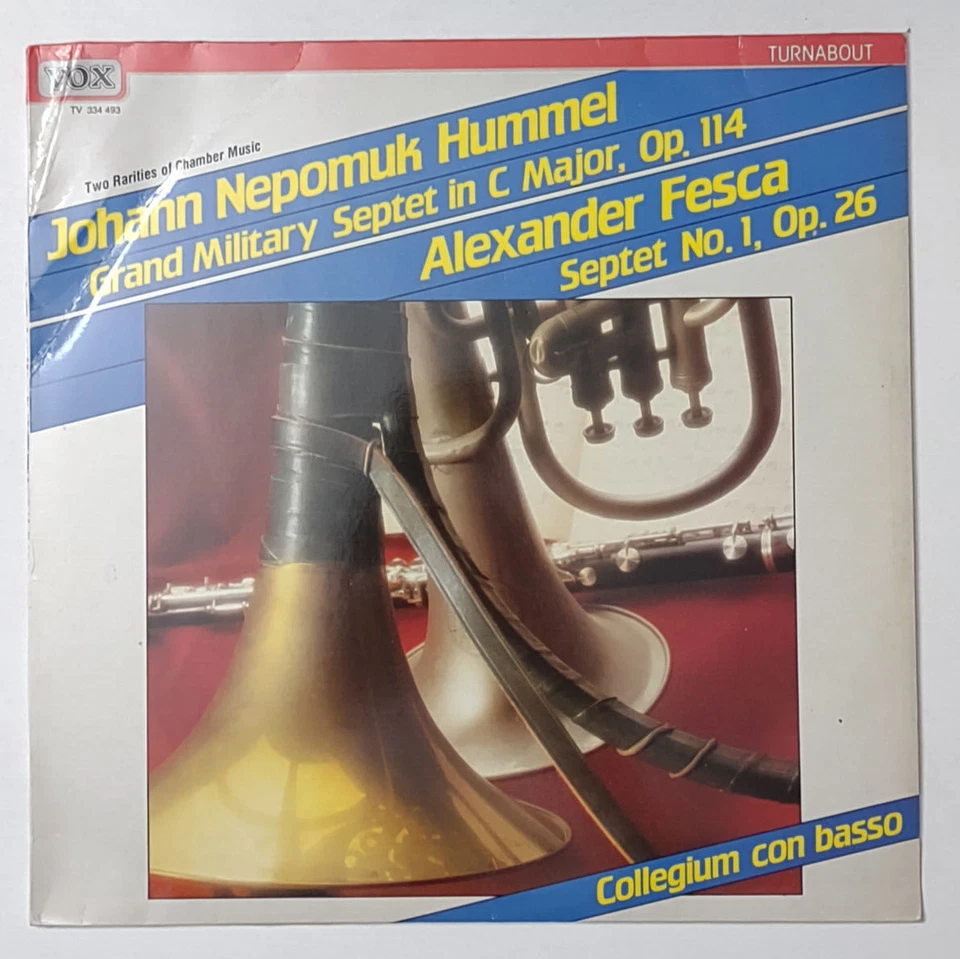 TURNABOUT
VOX
TV 334 493
Two Rarities of Chamber Music
Johann Nepomuk Hummel
Grand Military Septet in C Major, Op. 114
Alexander Fesca
Septet No. 1, Op. 26
Collegium con basso